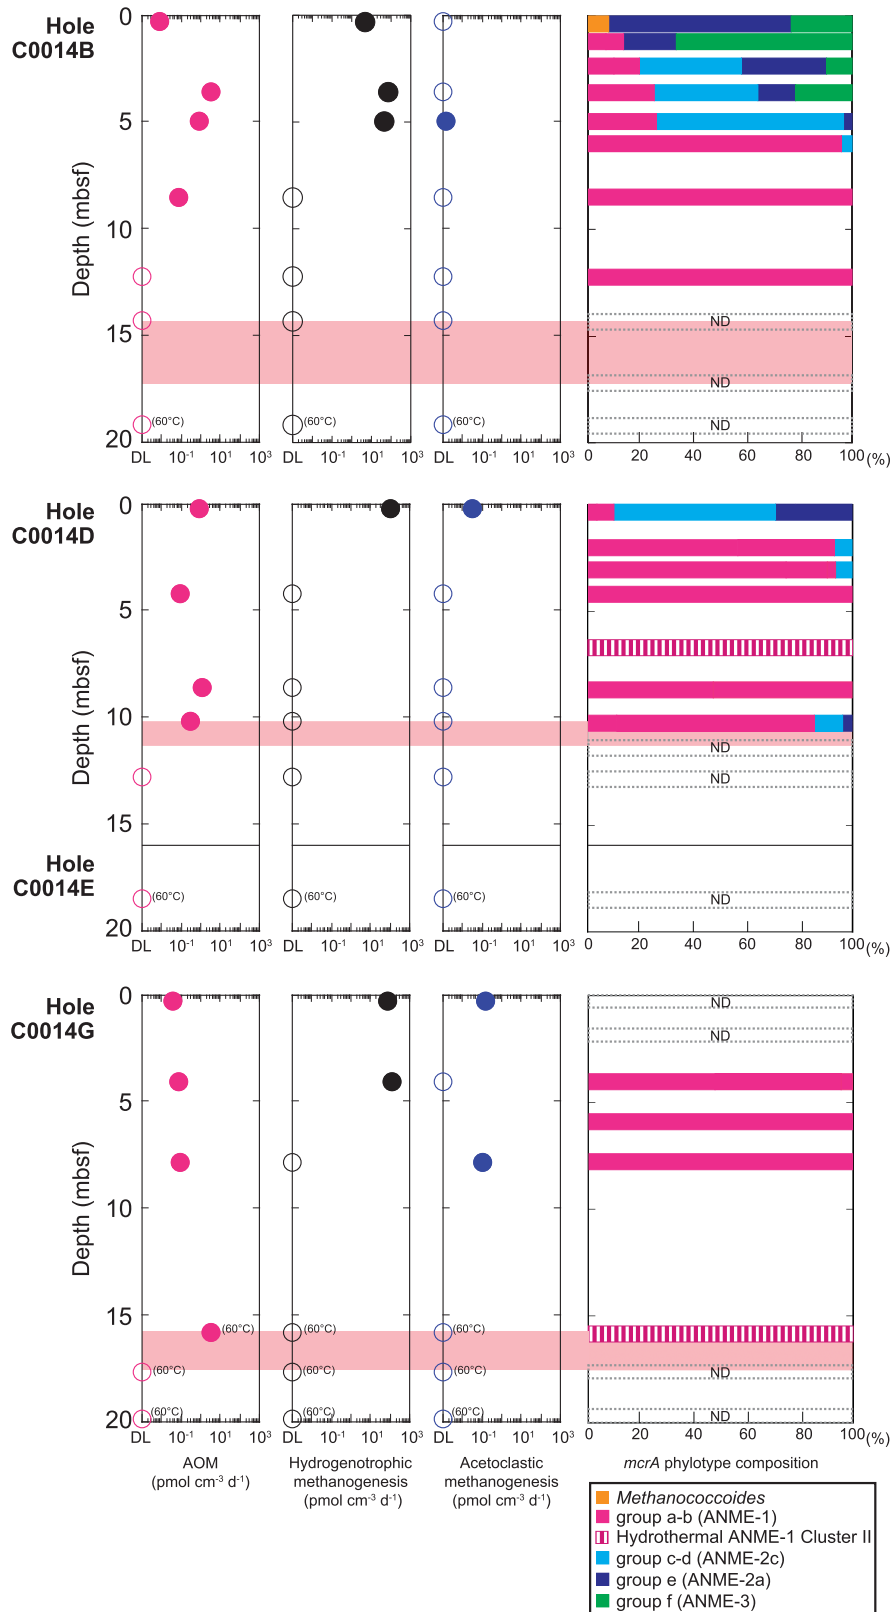 Hole
C0014B
Depth (mbsf)
0
5
10
15
20
(60°C)
(60°C)
(60°C)
ND
ND
ND
DL 10-1 101 103
DL 10-1 101 103
DL 10-1 101 103
0 20 40 60 80 100 (%)
Hole
C0014D
Depth (mbsf)
0
5
10
15
ND
ND
Hole
C0014E
20
(60°C)
(60°C)
(60°C)
ND
DL 10-1 101 103
DL 10-1 101 103
DL 10-1 101 103
0 20 40 60 80 100 (%)
Hole
C0014G
Depth (mbsf)
0
5
10
15
20
ND
ND
(60°C)
(60°C)
(60°C)
(60°C)
(60°C)
(60°C)
ND
(60°C)
(60°C)
(60°C)
ND
DL 10-1 101 103
DL 10-1 101 103
DL 10-1 101 103
0 20 40 60 80 100 (%)
AOM
(pmol cm-3 d-1)
Hydrogenotrophic
methanogenesis
(pmol cm-3 d-1)
Acetoclastic
methanogenesis
(pmol cm-3 d-1)
mcrA phylotype composition
Methanococcoides
group a-b (ANME-1)
Hydrothermal ANME-1 Cluster II
group c-d (ANME-2c)
group e (ANME-2a)
group f (ANME-3)